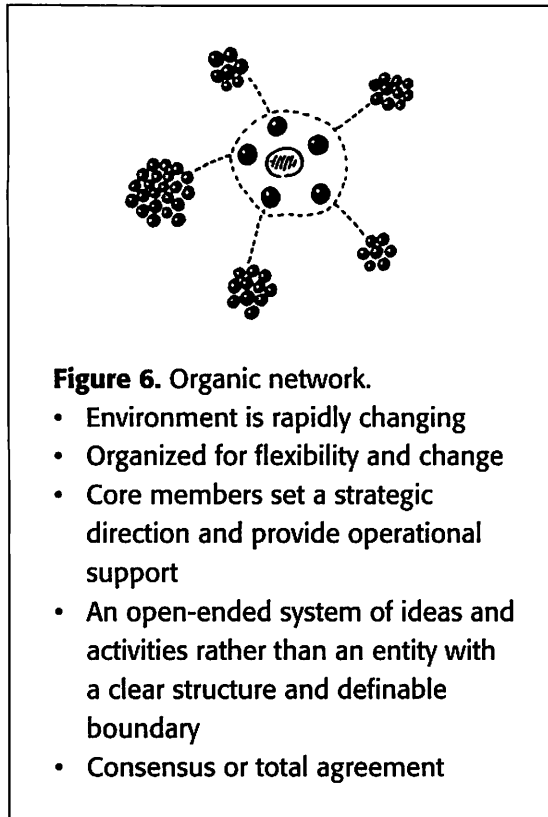 Figure 6. Organic network.
• Environment is rapidly changing
• Organized for flexibility and change
• Core members set a strategic
direction and provide operational
support
• An open-ended system of ideas and
activities rather than an entity with
a clear structure and definable
boundary
• Consensus or total agreement